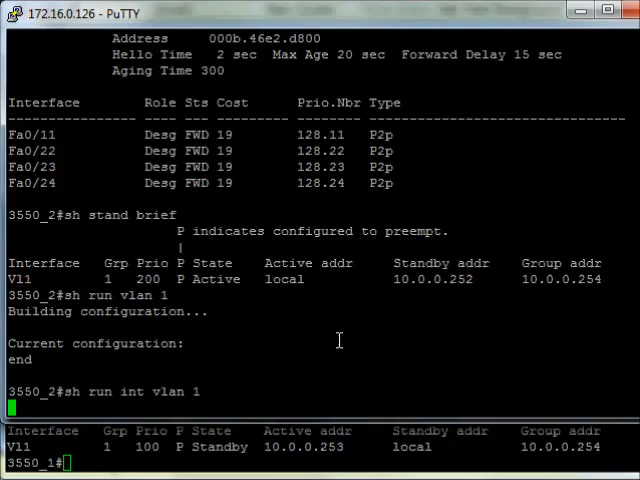 172.16.0.126 - PuTTY
Address     000b.46e2.d800
Hello Time   2 sec  Max Age 20 sec  Forward Delay 15 sec
Aging Time 300
Interface        Role Sts Cost      Prio.Nbr Type
---------------- ---- --- --------- -------- --------------------------------
Fa0/11           Desg FWD 19        128.11   P2p
Fa0/22           Desg FWD 19        128.22   P2p
Fa0/23           Desg FWD 19        128.23   P2p
Fa0/24           Desg FWD 19        128.24   P2p
3550_2#sh stand brief
P indicates configured to preempt.
|
Interface   Grp Prio P State    Active addr     Standby addr    Group addr
Vl1         1   200  P Active   local           10.0.0.252      10.0.0.254
3550_2#sh run vlan 1
Building configuration...
Current configuration:
end
3550_2#sh run int vlan 1
Interface   Grp Prio P State    Active addr     Standby addr    Group addr
Vl1         1   100  P Standby  10.0.0.253      local           10.0.0.254
3550_1#